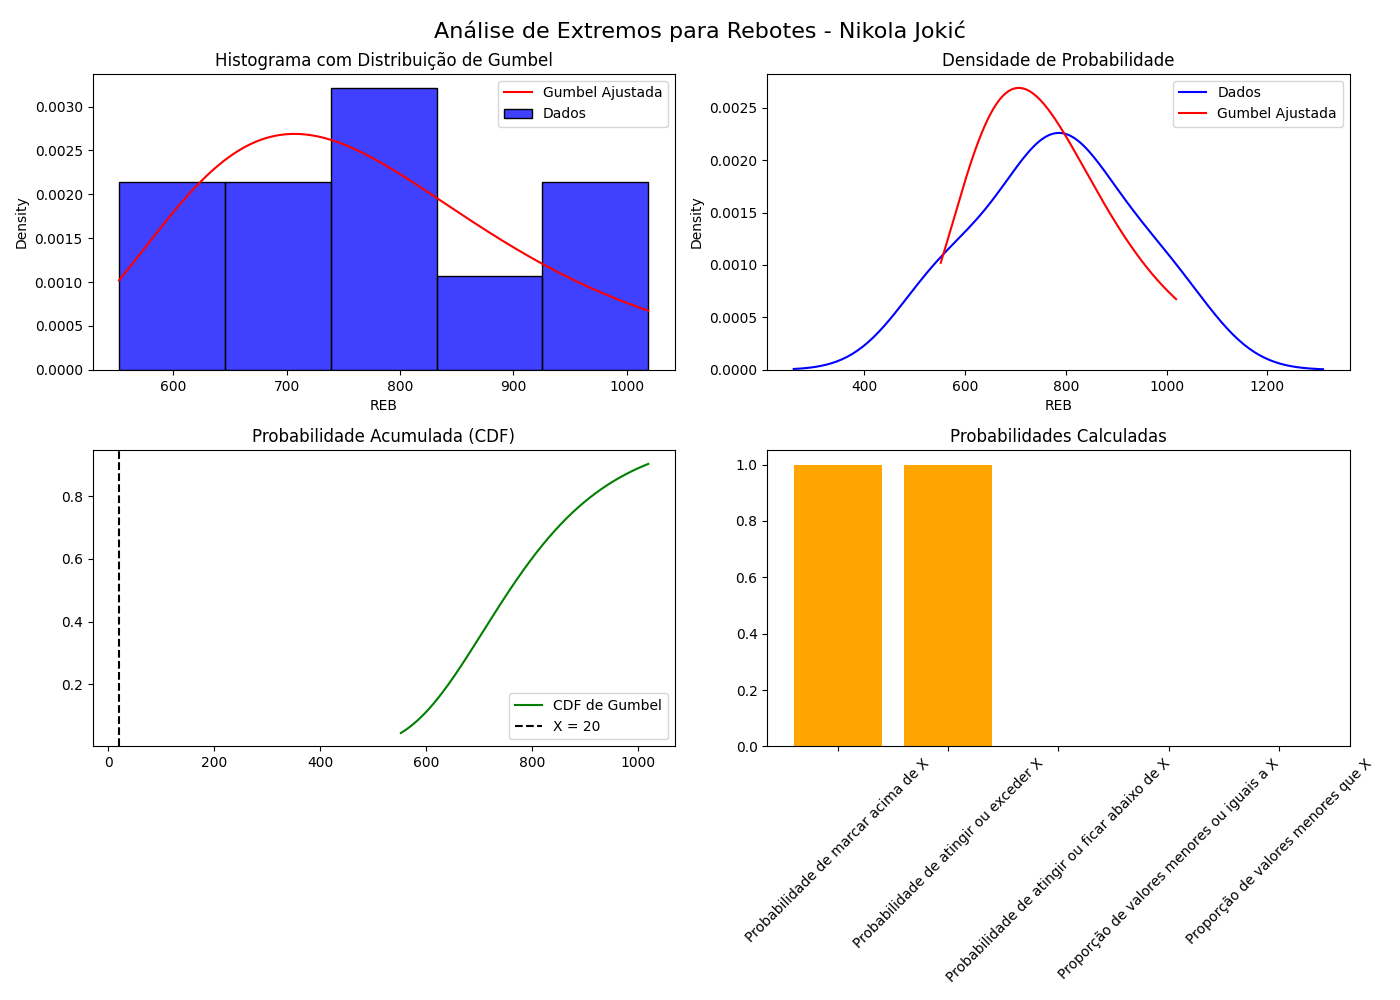 Análise de Extremos para Rebotes - Nikola Jokić
Histograma com Distribuição de Gumbel
Density
0.0030
0.0025
0.0020
0.0015
0.0010
0.0005
0.0000
Gumbel Ajustada
Dados
600 700 800 900 1000
REB
Densidade de Probabilidade
Density
0.0025
0.0020
0.0015
0.0010
0.0005
0.0000
Dados
Gumbel Ajustada
400 600 800 1000 1200
REB
Probabilidade Acumulada (CDF)
0.8
0.6
0.4
0.2
CDF de Gumbel
X = 20
0 200 400 600 800 1000
Probabilidades Calculadas
1.0
0.8
0.6
0.4
0.2
0.0
Probabilidade de marcar acima de X
Probabilidade de atingir ou exceder X
Probabilidade de atingir ou ficar abaixo de X
Proporção de valores menores ou iguais a X
Proporção de valores menores que X